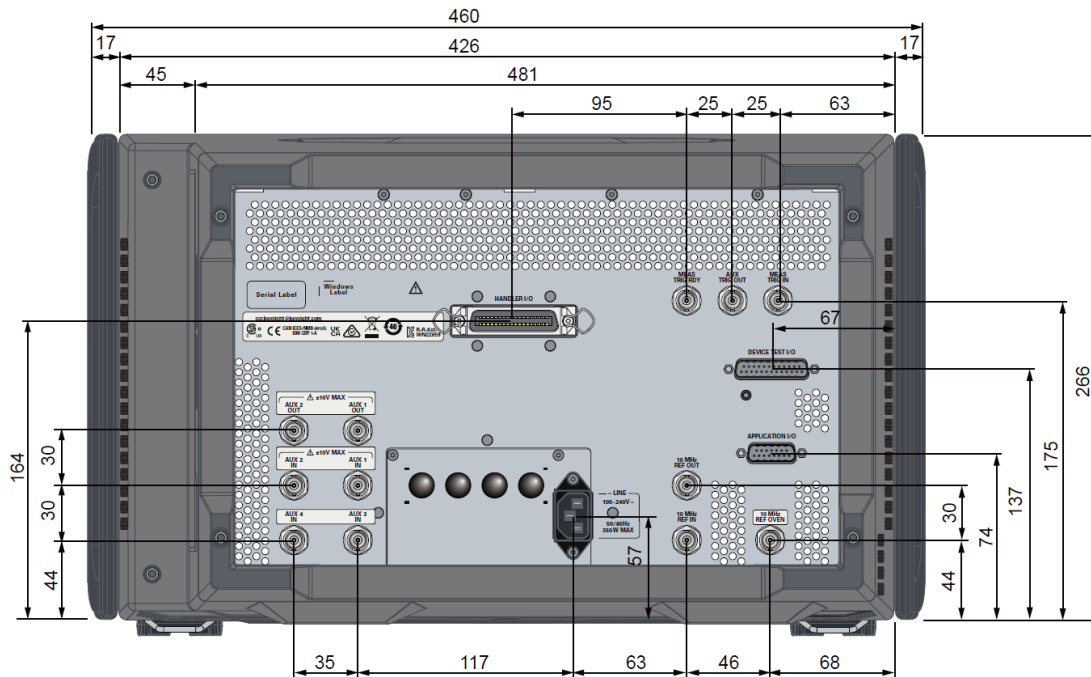 460
17
426
17
45
481
95
25
25
63
MEAS
TRIG RDY
AUX
TRIG OUT
MEAS
TRIG IN
Serial Label
Windows
Label
HANDLER I/O
67
DEVICE TEST I/O
266
175
137
164
±10V MAX
AUX 2
OUT
AUX 1
OUT
30
±10V MAX
AUX 2
IN
AUX 1
IN
APPLICATION I/O
10 MHz
REF OUT
~ LINE
100-240V~
50/60Hz
350W MAX
30
AUX 4
IN
AUX 3
IN
10 MHz
REF IN
10 MHz
REF OVEN
30
74
57
44
44
35
117
63
46
68